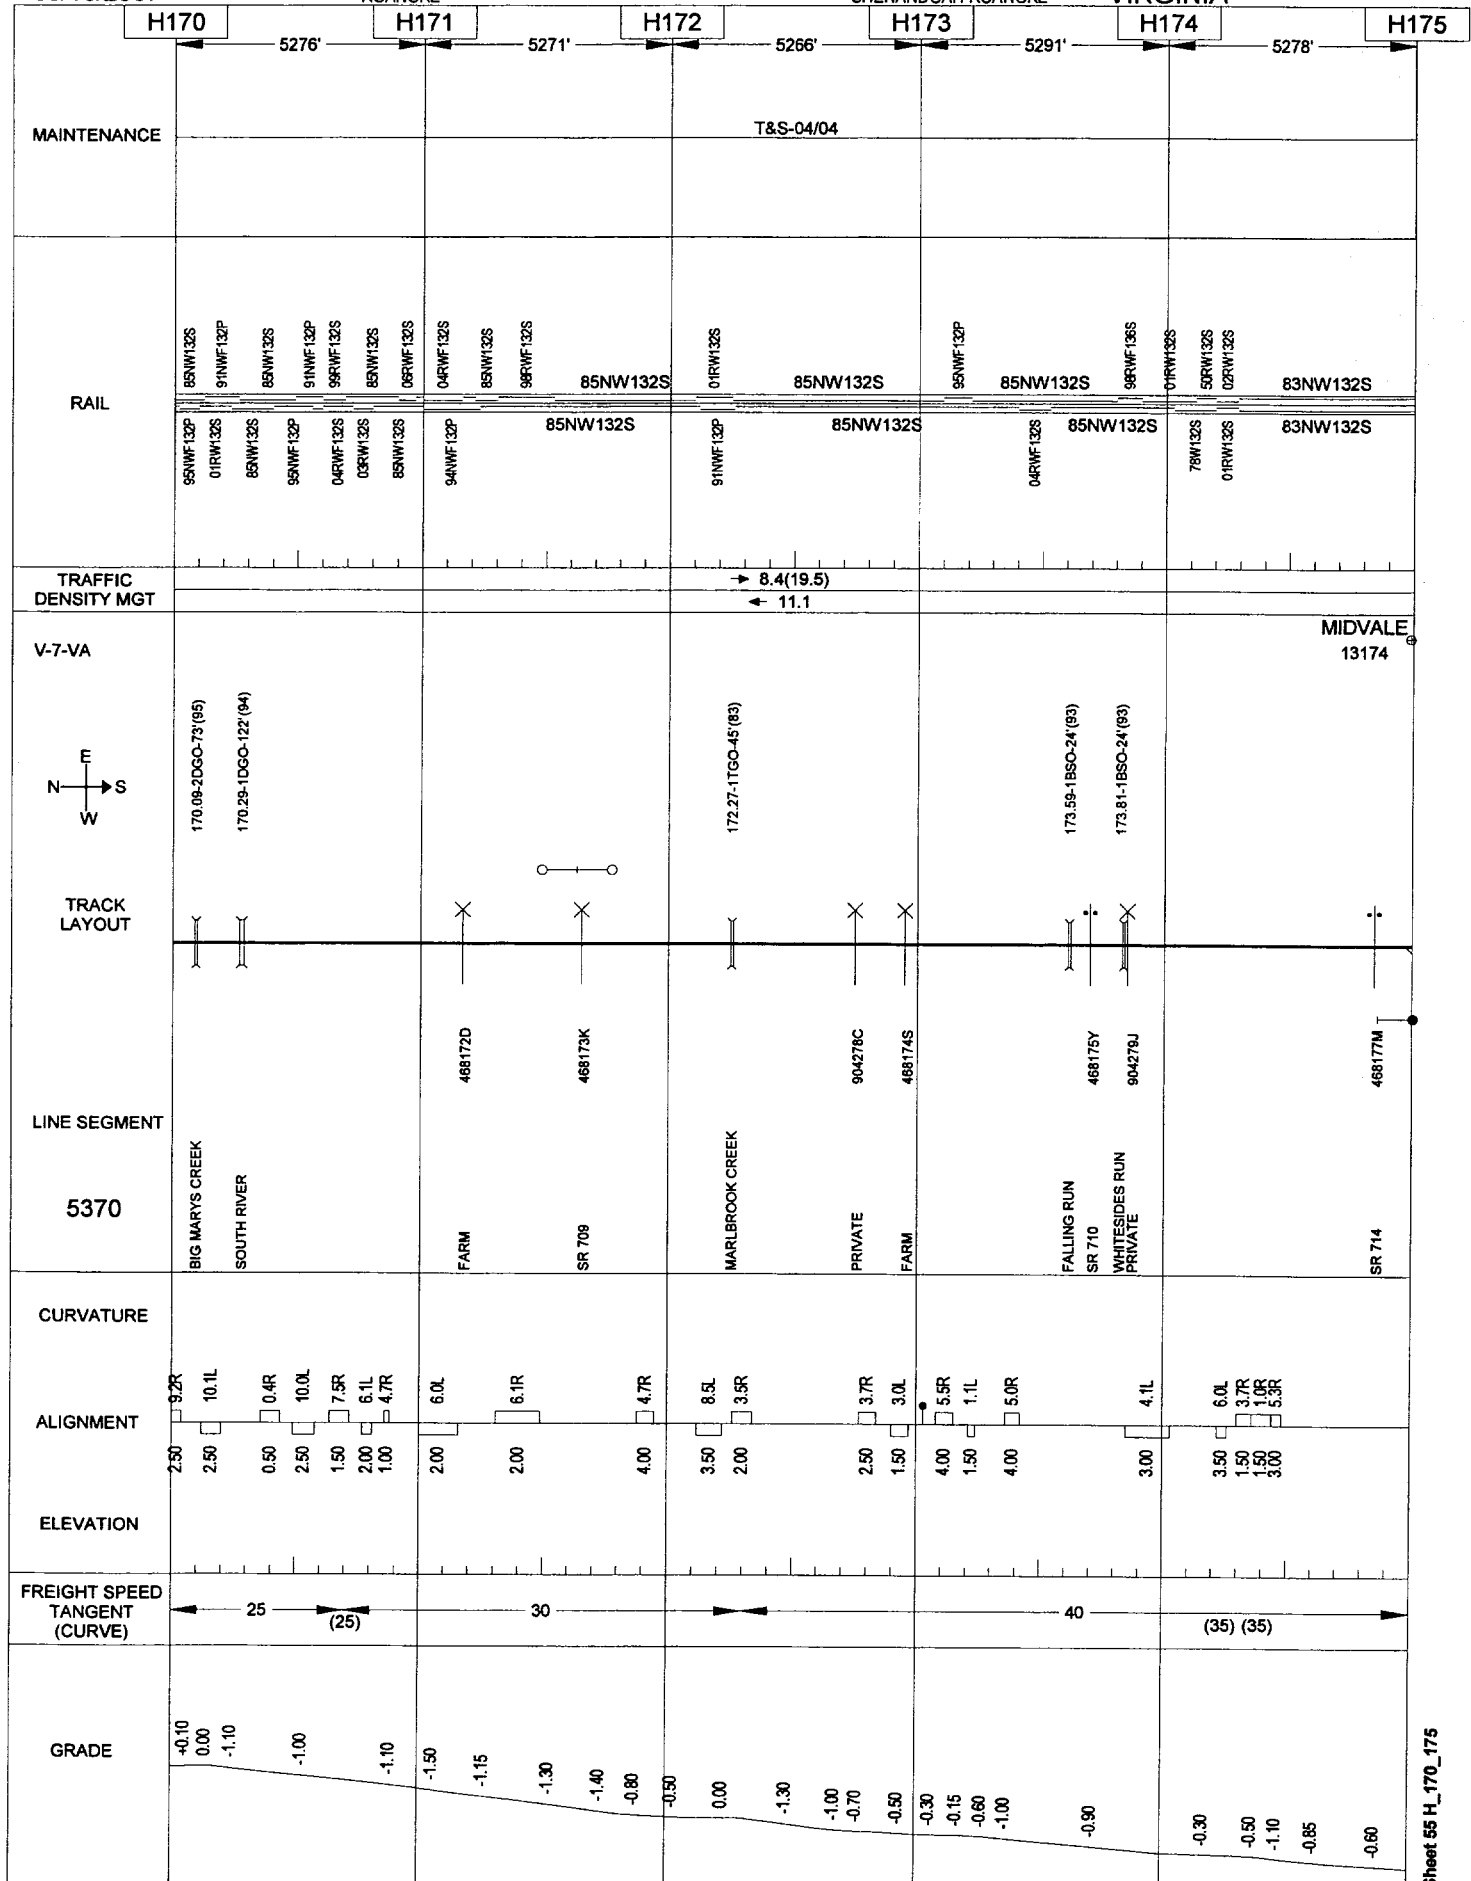 VIRGINIA
H170 H171 H172 H173 H174 H175
5276' 5271' 5266' 5291' 5278'
MAINTENANCE
T&S-04/04
RAIL
85NW132S 91NWF132P 85NW132S 91NWF132P 99RWF132S 85NW132S 06RWF132S 04RWF132S 85NW132S 98RWF132S 85NW132S 01RW132S 85NW132S 95NWF132P 85NW132S 98RWF136S 01RW132S 50RW132S 02RW132S 83NW132S
95NWF132P 01RW132S 85NW132S 95NWF132P 04RWF132S 03RW132S 85NW132S 94NWF132P 85NW132S 91NWF132P 85NW132S 04RWF132S 85NW132S 78W132S 01RW132S 83NW132S
TRAFFIC
DENSITY MGT
8.4(19.5)
11.1
V-7-VA
MIDVALE
13174
170.09-2DGO-73'(95) 170.29-1DGO-122'(94) 172.27-1TGO-45'(83) 173.59-1BSO-24'(93) 173.81-1BSO-24'(93)
E
N S
W
TRACK
LAYOUT
468172D 468173K 904278C 468174S 468175Y 904279J 468177M
LINE SEGMENT
5370
BIG MARYS CREEK SOUTH RIVER FARM SR 709 MARLBROOK CREEK PRIVATE FARM FALLING RUN SR 710 WHITESIDES RUN PRIVATE SR 714
CURVATURE
9.2R 10.1L 0.4R 10.0L 7.5R 6.1L 4.7R 6.0L 6.1R 4.7R 8.5L 3.5R 3.7R 3.0L 5.5R 1.1L 5.0R 4.1L 6.0L 3.7R 1.0R 5.3R
ALIGNMENT
2.50 2.50 0.50 2.50 1.50 2.00 1.00 2.00 2.00 4.00 3.50 2.00 2.50 1.50 4.00 1.50 4.00 3.00 3.50 1.50 1.50 3.00
ELEVATION
FREIGHT SPEED
TANGENT
(CURVE)
25 (25) 30 40 (35) (35)
GRADE
+0.10 0.00 -1.10 -1.00 -1.10 -1.50 -1.15 -1.30 -1.40 -0.80 -0.50 0.00 -1.30 -1.00 -0.70 -0.50 -0.30 -0.15 -0.60 -1.00 -0.90 -0.30 -0.50 -1.10 -0.85 -0.60
Sheet 55 H_170_175